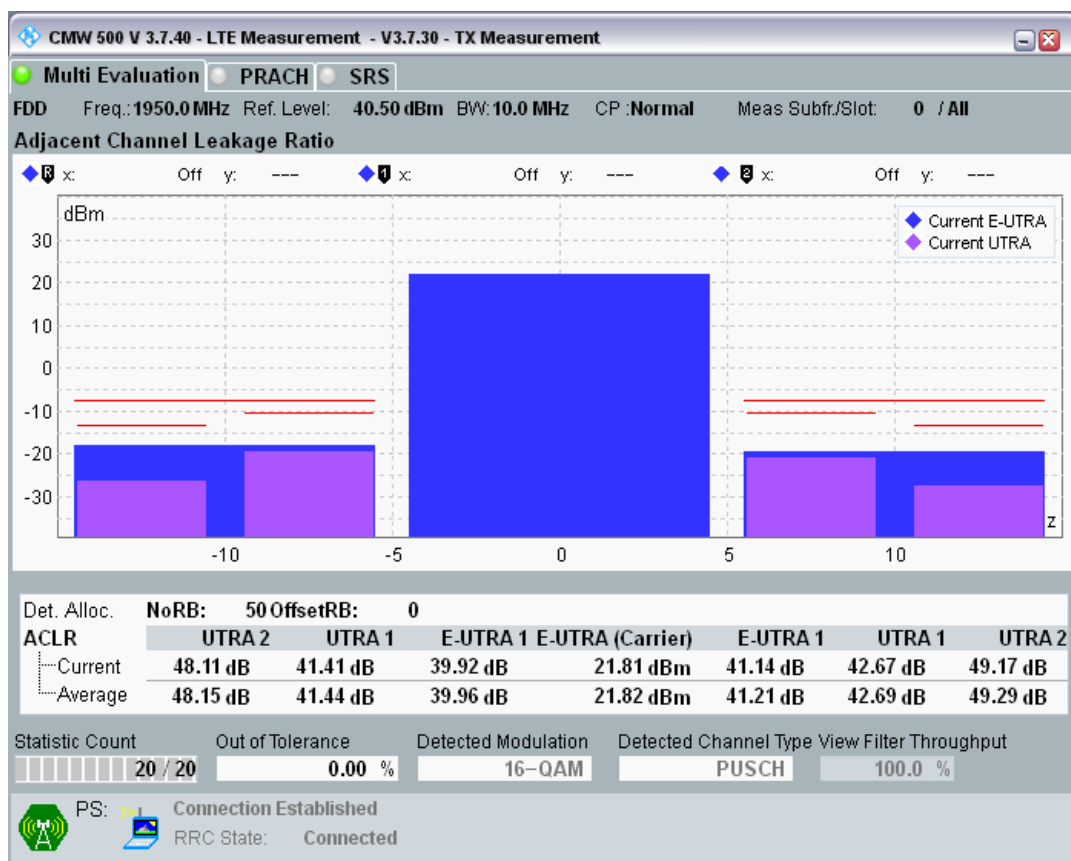 CMW 500 V 3.7.40 - LTE Measurement - V3.7.30 - TX Measurement
Multi Evaluation PRACH SRS
FDD Freq.: 1950.0 MHz Ref. Level: 40.50 dBm BW: 10.0 MHz CP :Normal Meas Subfr./Slot: 0 / All
Adjacent Channel Leakage Ratio
R x: Off y: --- 1 x: Off y: --- 2 x: Off y: ---
dBm
Current E-UTRA
Current UTRA
30
20
10
0
-10
-20
-30
z
-10 -5 0 5 10
Det. Alloc. NoRB: 50 OffsetRB: 0
ACLR UTRA 2 UTRA 1 E-UTRA 1 E-UTRA (Carrier) E-UTRA 1 UTRA 1 UTRA 2
Current 48.11 dB 41.41 dB 39.92 dB 21.81 dBm 41.14 dB 42.67 dB 49.17 dB
Average 48.15 dB 41.44 dB 39.96 dB 21.82 dBm 41.21 dB 42.69 dB 49.29 dB
Statistic Count Out of Tolerance Detected Modulation Detected Channel Type View Filter Throughput
20 / 20 0.00 % 16-QAM PUSCH 100.0 %
PS: Connection Established
RRC State: Connected